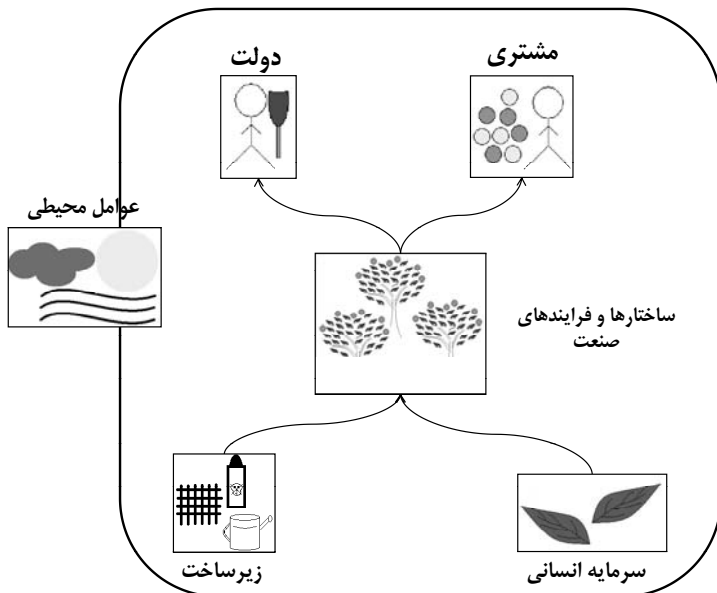 مشتری
دولت
عوامل محیطی
ساختارها و فرایندهای
صنعت
سرمایه انسانی
زیرساخت